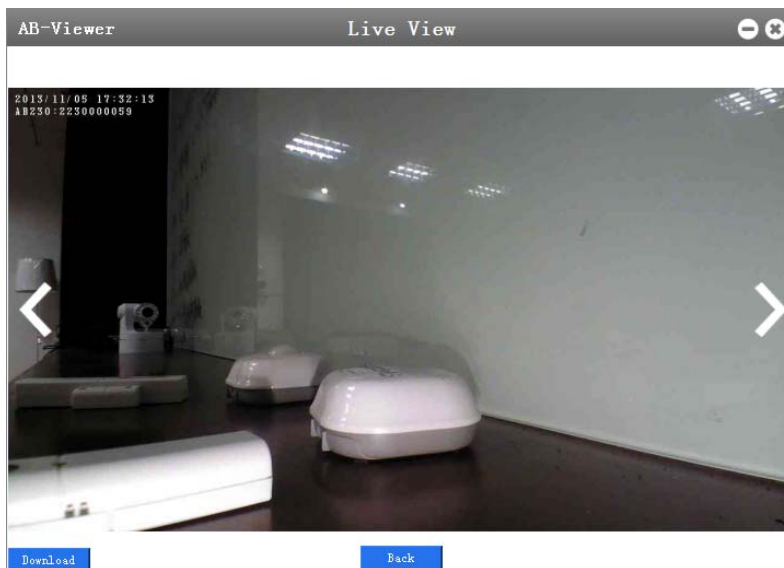 AB-Viewer
Live View
2013/11/05 17:32:13
AB230:2230000059
Download
Back